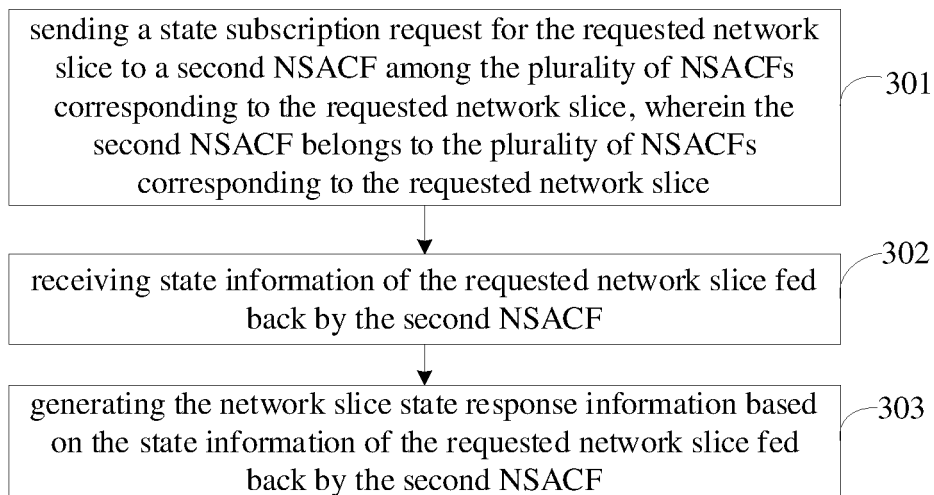 sending a state subscription request for the requested network
slice to a second NSACF among the plurality of NSACFs
corresponding to the requested network slice, wherein the
second NSACF belongs to the plurality of NSACFs
corresponding to the requested network slice
301
receiving state information of the requested network slice fed
back by the second NSACF
302
generating the network slice state response information based
on the state information of the requested network slice fed
back by the second NSACF
303